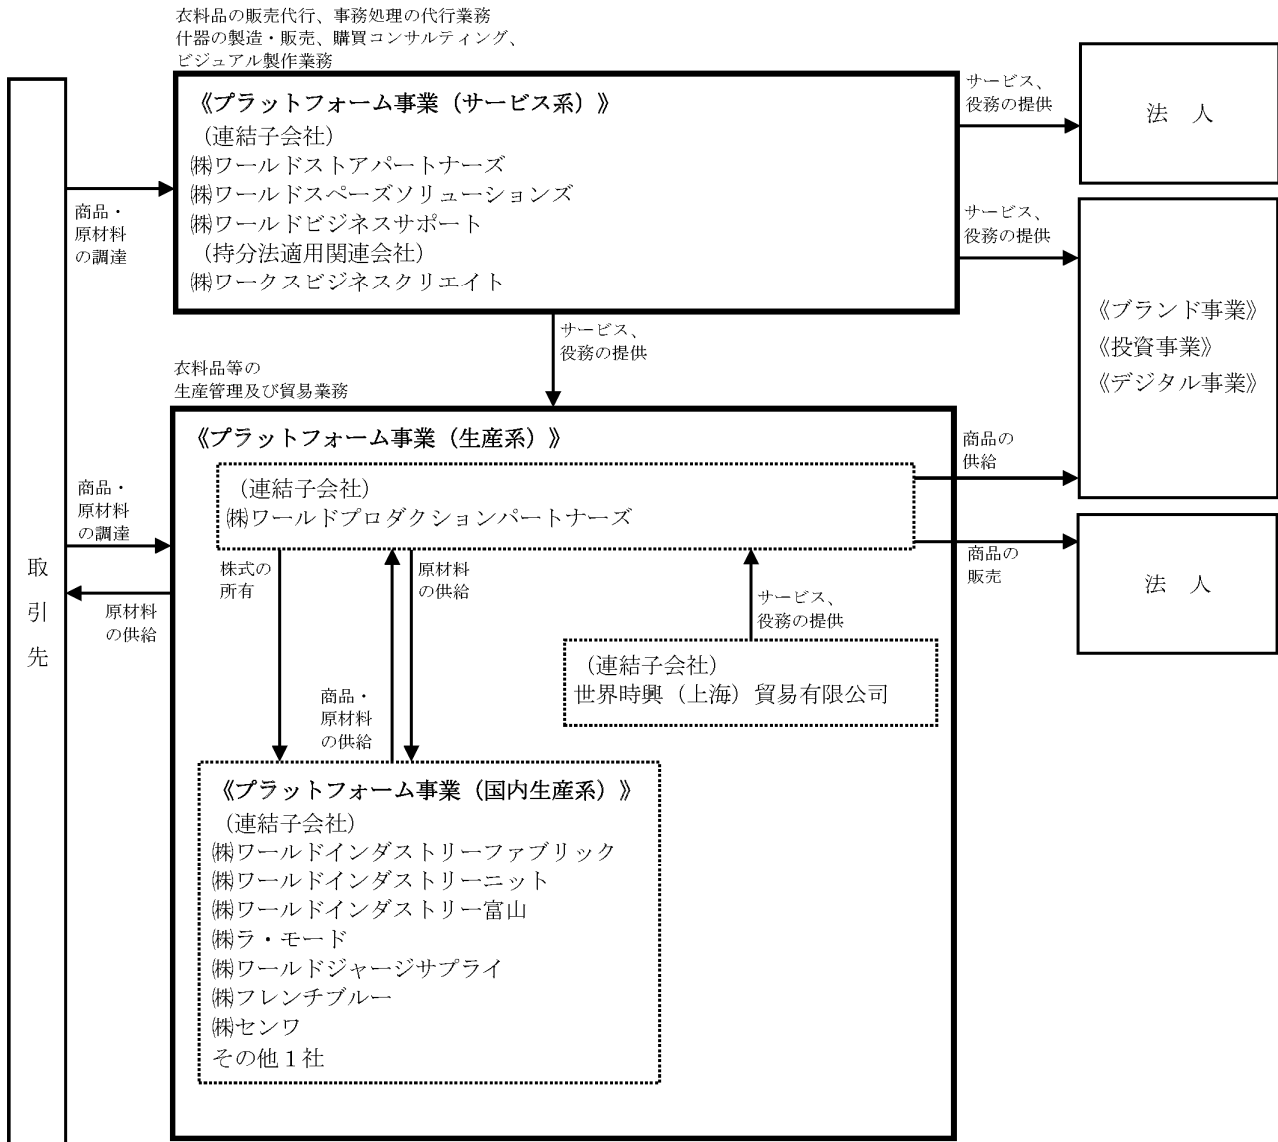 衣料品の販売代行、事務処理の代行業務
什器の製造・販売、購買コンサルティング、
ビジュアル製作業務
《プラットフォーム事業（サービス系）》
（連結子会社）
㈱ワールドストアパートナーズ
㈱ワールドスペースソリューションズ
㈱ワールドビジネスサポート
（持分法適用関連会社）
㈱ワークスビジネスクリエイト
サービス、
役務の提供
法　人
商品・
原材料
の調達
サービス、
役務の提供
《ブランド事業》
《投資事業》
《デジタル事業》
サービス、
役務の提供
衣料品等の
生産管理及び貿易業務
《プラットフォーム事業（生産系）》
（連結子会社）
㈱ワールドプロダクションパートナーズ
商品の
供給
商品・
原材料
の調達
商品の
販売
法　人
取
引
先
原材料
の供給
株式の
所有
原材料
の供給
サービス、
役務の提供
（連結子会社）
世界時興（上海）貿易有限公司
商品・
原材料
の供給
《プラットフォーム事業（国内生産系）》
（連結子会社）
㈱ワールドインダストリーファブリック
㈱ワールドインダストリーニット
㈱ワールドインダストリー富山
㈱ラ・モード
㈱ワールドジャージサプライ
㈱フレンチブルー
㈱センワ
その他１社